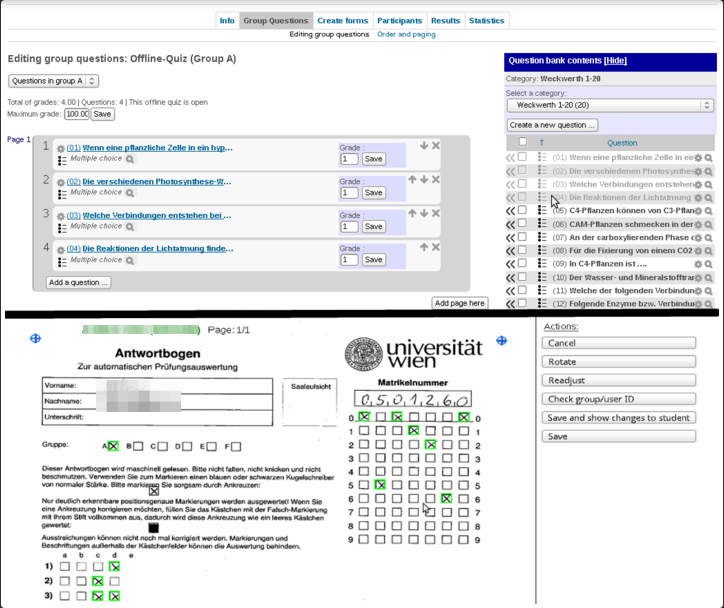 Info Group Questions Create forms Participants Results Statistics
Editing group questions Order and paging
Editing group questions: Offline-Quiz (Group A)
Questions in group A
Total of grades: 4.00 | Questions: 4 | This offline quiz is open
Maximum grade: 100.00 Save
Page 1
1 (01) Wenn eine pflanzliche Zelle in ein hyp... Grade :
Multiple choice 1 Save
2 (02) Die verschiedenen Photosynthese-W... Grade :
Multiple choice 1 Save
3 (03) Welche Verbindungen entstehen bei ... Grade :
Multiple choice 1 Save
4 (04) Die Reaktionen der Lichtatmung finde... Grade :
Multiple choice 1 Save
Add a question ...
Add page here
Question bank contents [Hide]
Category: Weckwerth 1-20
Select a category:
Weckwerth 1-20 (20)
Create a new question ...
T Question
(01) Wenn eine pflanzliche Zelle in ei
(02) Die verschiedenen Photosynthes
(03) Welche Verbindungen entstehen
(04) Die Reaktionen der Lichtatmung
(05) C4-Pflanzen können von C3-Pflan
(06) CAM-Pflanzen schmecken in der
(07) An der carboxylierenden Phase d
(08) Für die Fixierung von einem CO2
(09) In C4-Pflanzen ist ....
(10) Der Wasser- und Mineralstofftran
(11) Welche der folgenden Verbindun
(12) Folgende Enzyme bzw. Verbindun
) Page: 1/1
Antwortbogen
Zur automatischen Prüfungsauswertung
universität
wien
Vorname:
Nachname:
Unterschrift:
Saalaufsicht
Matrikelnummer
0,5,0,1,2,6,0
0 0
1 1
2 2
3 3
4 4
5 5
6 6
7 7
8 8
9 9
Gruppe: A B C D E F
Dieser Antwortbogen wird maschinell gelesen. Bitte nicht falten, nicht knicken und nicht
beschmutzen. Verwenden Sie zum Markieren einen blauen oder schwarzen Kugelschreiber
von normaler Stärke. Bitte markieren Sie sorgsam durch Ankreuzen:
Nur deutlich erkennbare positionsgenaue Markierungen werden ausgewertet! Wenn Sie
eine Ankreuzung korrigieren möchten, füllen Sie das Kästchen mit der Falsch-Markierung
mit Ihrem Stift vollkommen aus, dadurch wird diese Ankreuzung wie ein leeres Kästchen
gewertet:
Ausstreichungen können nicht noch mal korrigiert werden. Markierungen und
Beschriftungen außerhalb der Kästchenfelder können die Auswertung behindern.
a b c d e
1)
2)
3)
Actions:
Cancel
Rotate
Readjust
Check group/user ID
Save and show changes to student
Save